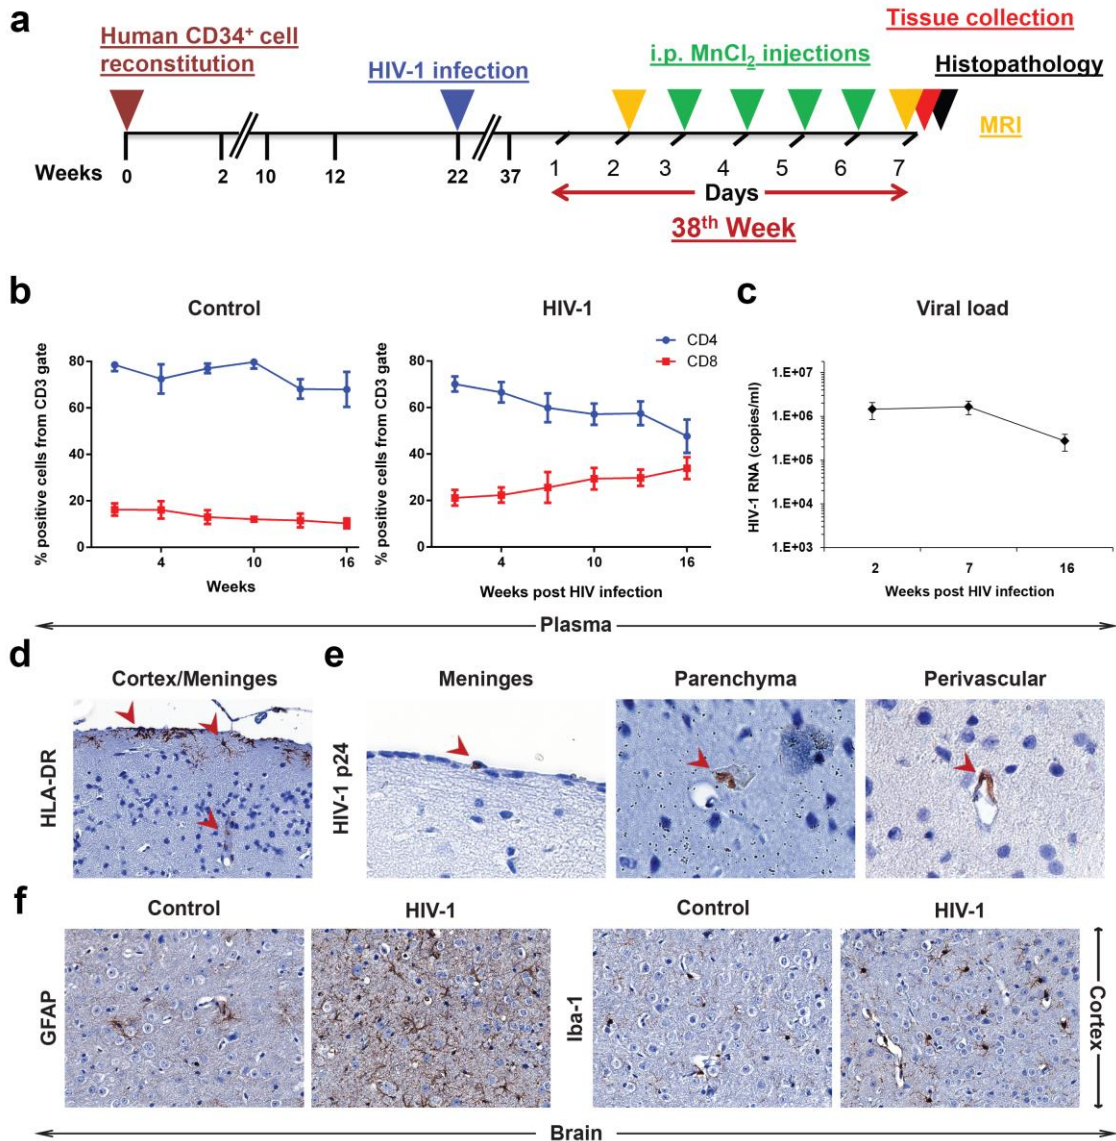 a
Human CD34⁺ cell
reconstitution
HIV-1 infection
i.p. MnCl₂ injections
Tissue collection
Histopathology
MRI
Weeks 0 2 10 12 22 37 1 2 3 4 5 6 7
Days
38ᵗʰ Week
b
Control
HIV-1
CD4
CD8
% positive cells from CD3 gate
80
60
40
20
0
4 10 16
Weeks
% positive cells from CD3 gate
80
60
40
20
0
4 10 16
Weeks post HIV infection
c
Viral load
HIV-1 RNA (copies/ml)
1.E+07
1.E+06
1.E+05
1.E+04
1.E+03
2 7 16
Weeks post HIV infection
Plasma
d
Cortex/Meninges
HLA-DR
e
Meninges Parenchyma Perivascular
HIV-1 p24
f
Control HIV-1 Control HIV-1
GFAP
Iba-1
Cortex
Brain